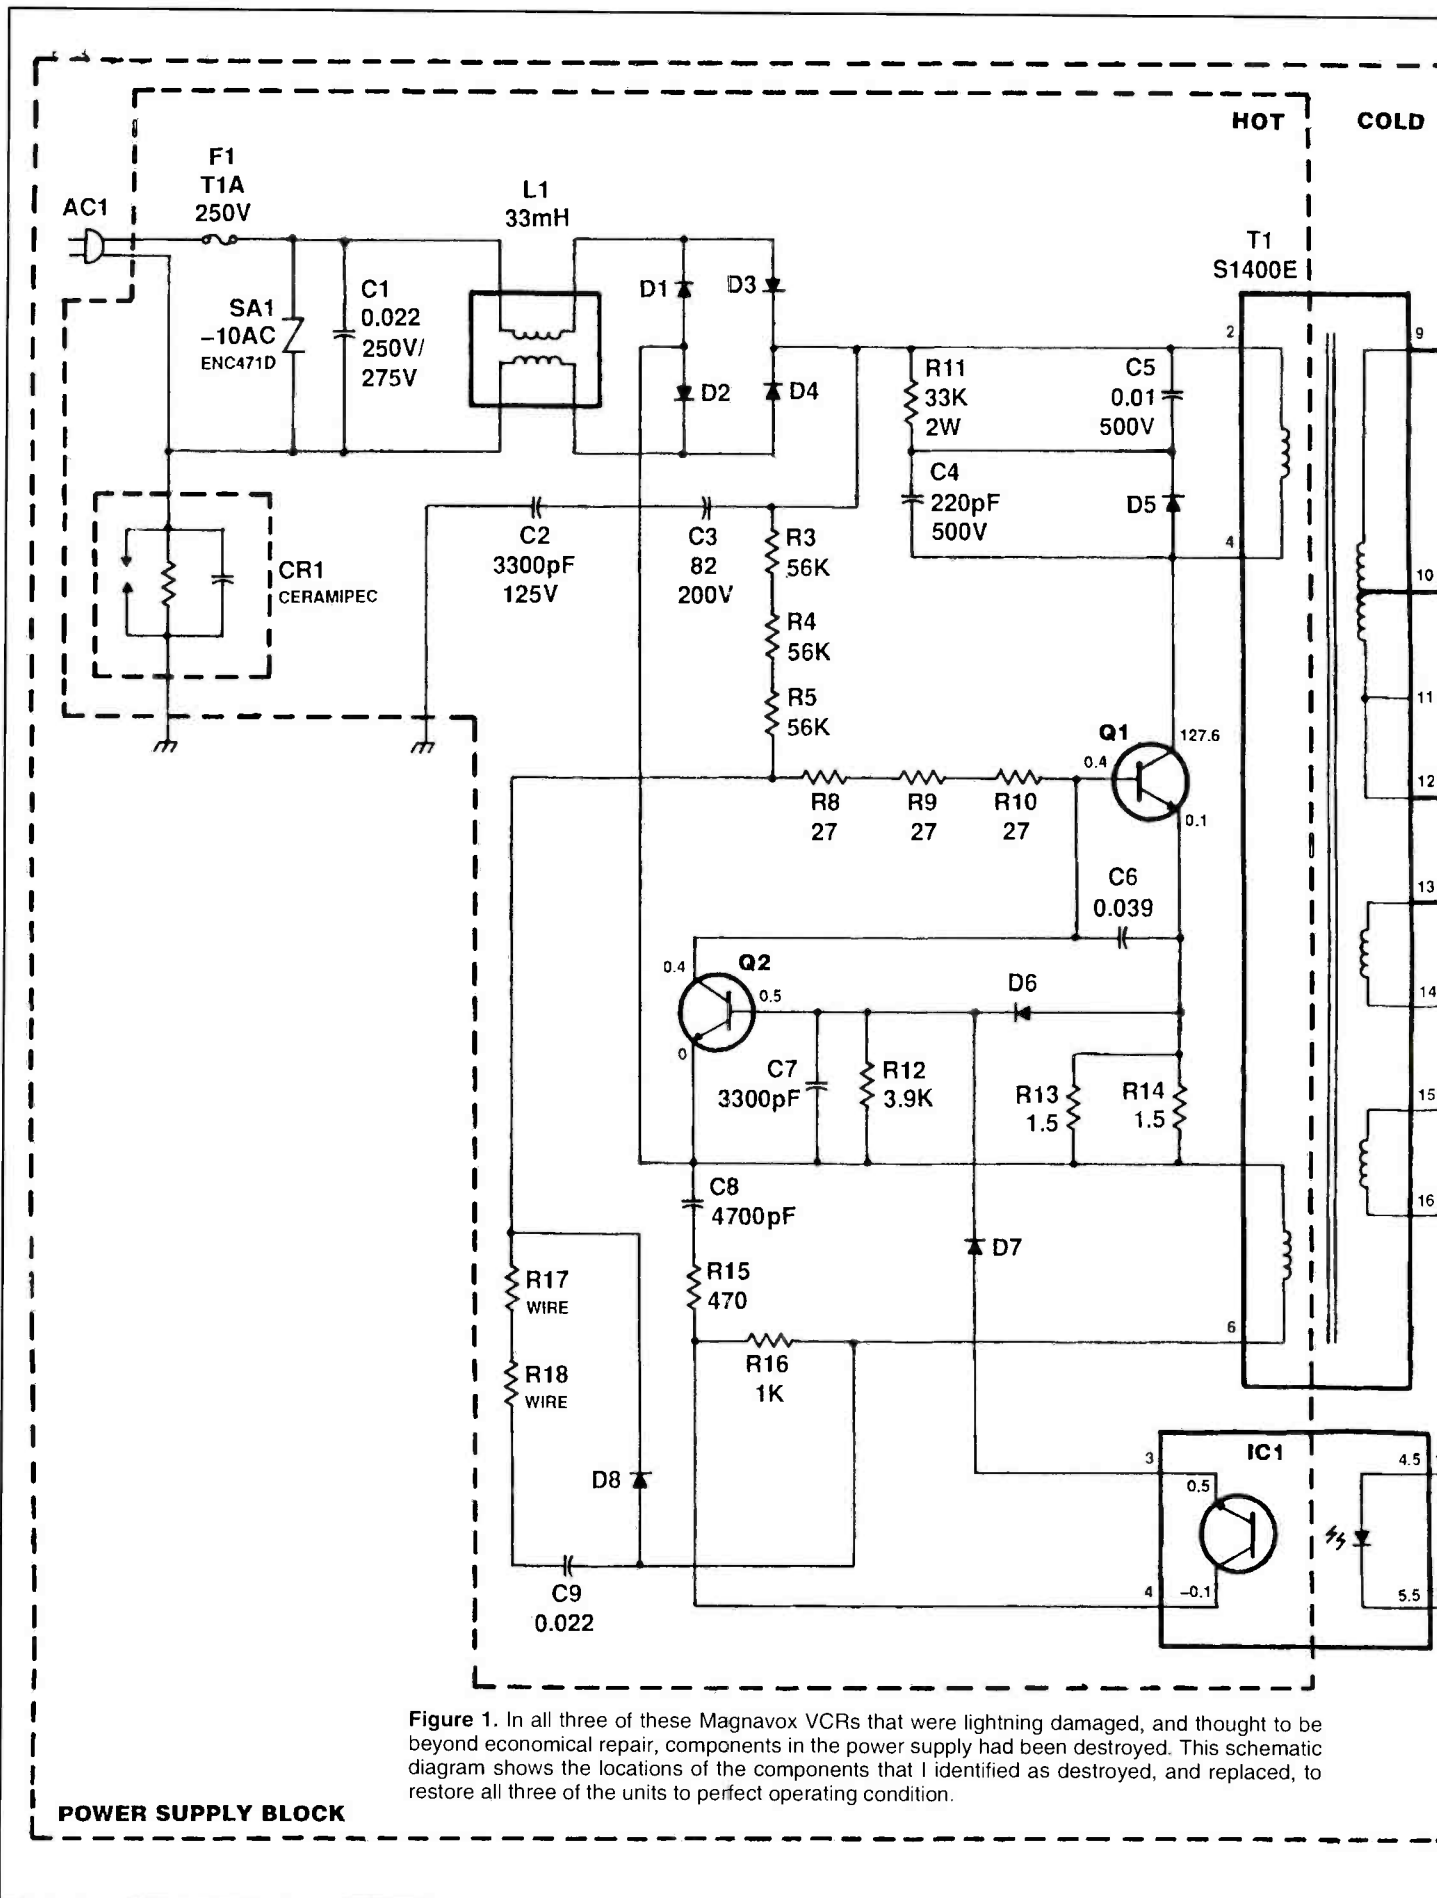 HOT
COLD
F1
T1A
250V
AC1
L1
33mH
T1
S1400E
SA1
–10AC
ENC471D
C1
0.022
250V/
275V
D1
D3
D2
D4
R11
33K
2W
C5
0.01
500V
2
9
C4
220pF
500V
D5
4
10
CR1
CERAMIPEC
C2
3300pF
125V
C3
82
200V
R3
56K
R4
56K
R5
56K
11
Q1
127.6
0.4
0.1
12
R8
27
R9
27
R10
27
C6
0.039
13
Q2
0.4
0.5
0
D6
14
C7
3300pF
R12
3.9K
R13
1.5
R14
1.5
15
C8
4700pF
16
D7
R17
WIRE
R15
470
6
R16
1K
R18
WIRE
IC1
3
4.5
0.5
D8
4
–0.1
5.5
C9
0.022
Figure 1. In all three of these Magnavox VCRs that were lightning damaged, and thought to be
beyond economical repair, components in the power supply had been destroyed. This schematic
diagram shows the locations of the components that I identified as destroyed, and replaced, to
restore all three of the units to perfect operating condition.
POWER SUPPLY BLOCK